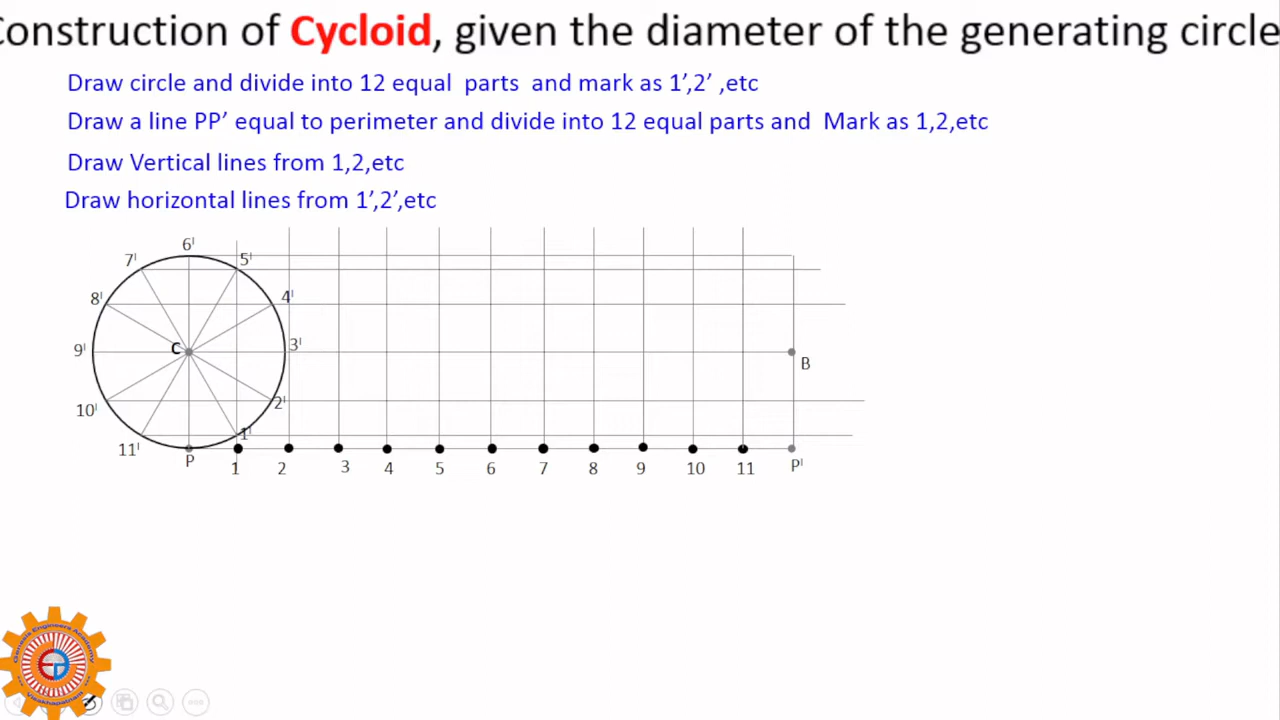 Construction of Cycloid, given the diameter of the generating circle
Draw circle and divide into 12 equal parts and mark as 1’,2’ ,etc
Draw a line PP’ equal to perimeter and divide into 12 equal parts and Mark as 1,2,etc
Draw Vertical lines from 1,2,etc
Draw horizontal lines from 1’,2’,etc
6'
7' 5'
8' 4'
9' C 3' B
10' 2'
11' P 1' P'
1 2 3 4 5 6 7 8 9 10 11
Genesis Engineers Academy
Visakhapatnam